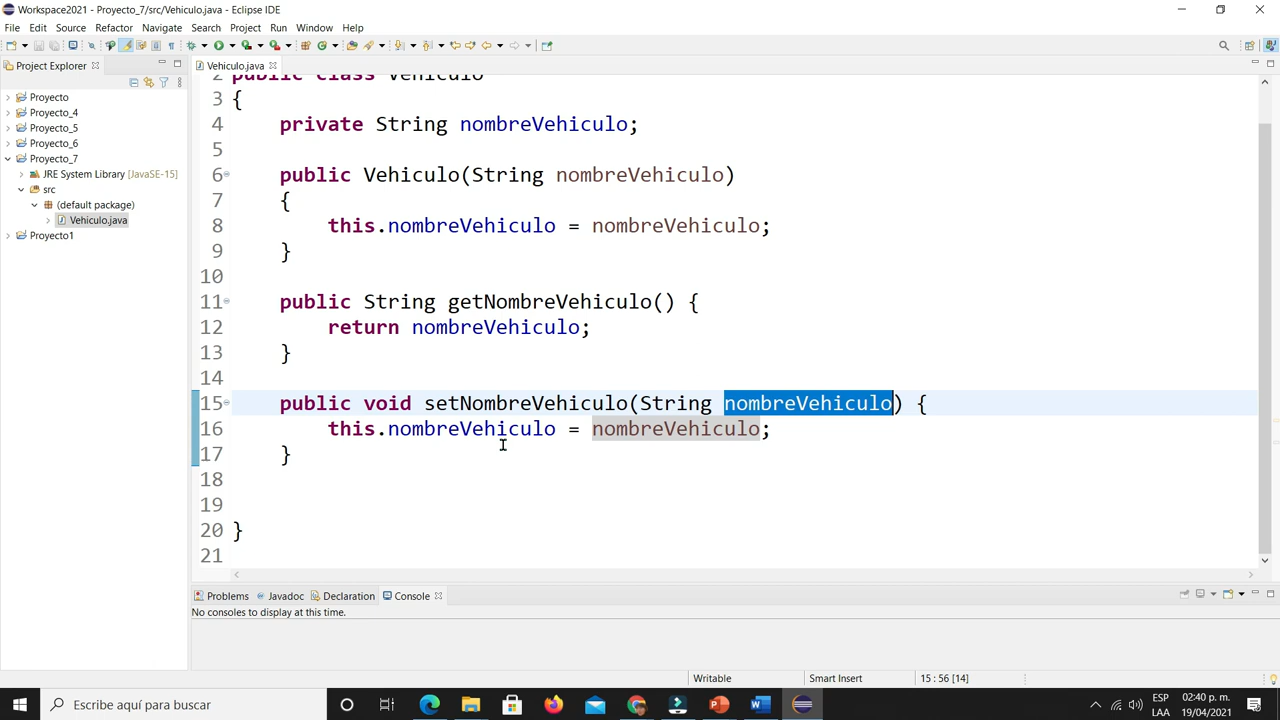 Workspace2021 - Proyecto_7/src/Vehiculo.java - Eclipse IDE
File Edit Source Refactor Navigate Search Project Run Window Help
Project Explorer
Proyecto
Proyecto_4
Proyecto_5
Proyecto_6
Proyecto_7
JRE System Library [JavaSE-15]
src
(default package)
Vehiculo.java
Proyecto1
Vehiculo.java
2 public class Vehiculo
3 {
4 private String nombreVehiculo;
5
6 public Vehiculo(String nombreVehiculo)
7 {
8 this.nombreVehiculo = nombreVehiculo;
9 }
10
11 public String getNombreVehiculo() {
12 return nombreVehiculo;
13 }
14
15 public void setNombreVehiculo(String nombreVehiculo) {
16 this.nombreVehiculo = nombreVehiculo;
17 }
18
19
20 }
21
Problems Javadoc Declaration Console
No consoles to display at this time.
Writable Smart Insert 15 : 56 [14]
Escribe aquí para buscar
ESP 02:40 p. m.
LAA 19/04/2021